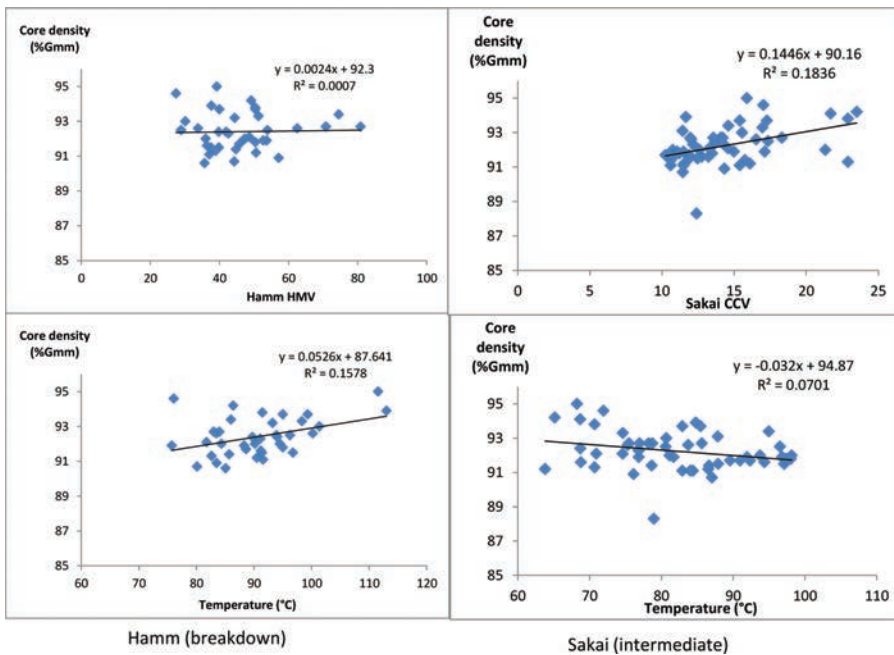 Core density
(%Gmm)
y = 0.0024x + 92.3
R² = 0.0007
95
93
91
89
87
85
0
20
40
60
80
100
Hamm HMV
Core
density
(%Gmm)
y = 0.1446x + 90.16
R² = 0.1836
95
93
91
89
87
85
0
5
10
15
20
25
Sakai CCV
Core density
(%Gmm)
y = 0.0526x + 87.641
R² = 0.1578
95
93
91
89
87
85
60
70
80
90
100
110
120
Temperature (°C)
Core
density
(%Gmm)
y = -0.032x + 94.87
R² = 0.0701
95
93
91
89
87
85
60
70
80
90
100
110
Temperature (°C)
Hamm (breakdown)
Sakai (intermediate)